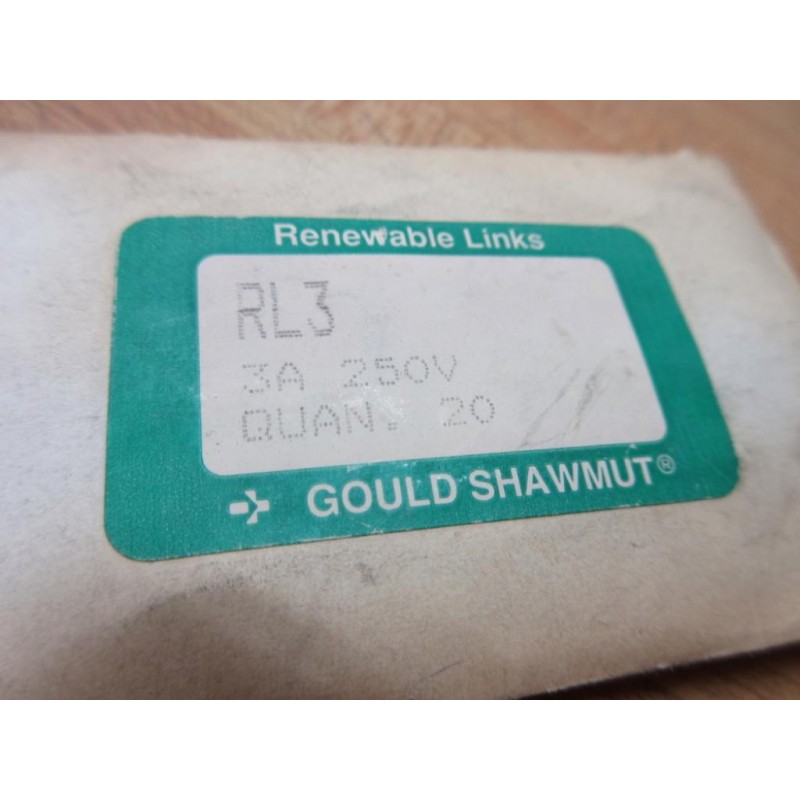 Renewable Links
RL3
3A 250V
QUAN. 20
GOULD SHAWMUT®